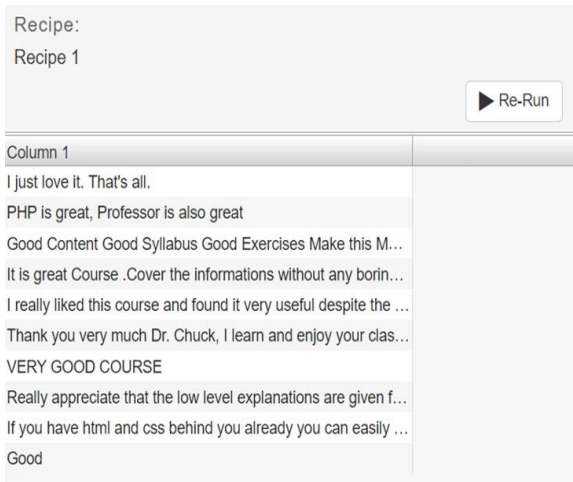 Recipe:
Recipe 1
Re-Run
Column 1
I just love it. That's all.
PHP is great, Professor is also great
Good Content Good Syllabus Good Exercises Make this M...
It is great Course .Cover the informations without any borin...
I really liked this course and found it very useful despite the ...
Thank you very much Dr. Chuck, I learn and enjoy your clas...
VERY GOOD COURSE
Really appreciate that the low level explanations are given f...
If you have html and css behind you already you can easily ...
Good